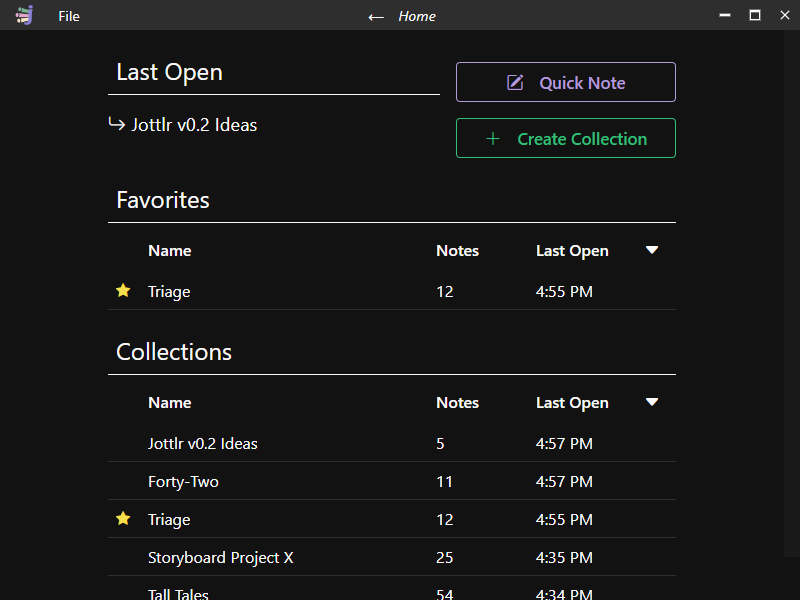 File
← Home
Last Open
Jottlr v0.2 Ideas
Quick Note
+ Create Collection
Favorites
Name Notes Last Open
Triage 12 4:55 PM
Collections
Name Notes Last Open
Jottlr v0.2 Ideas 5 4:57 PM
Forty-Two 11 4:57 PM
Triage 12 4:55 PM
Storyboard Project X 25 4:35 PM
Tall Tales 54 4:34 PM